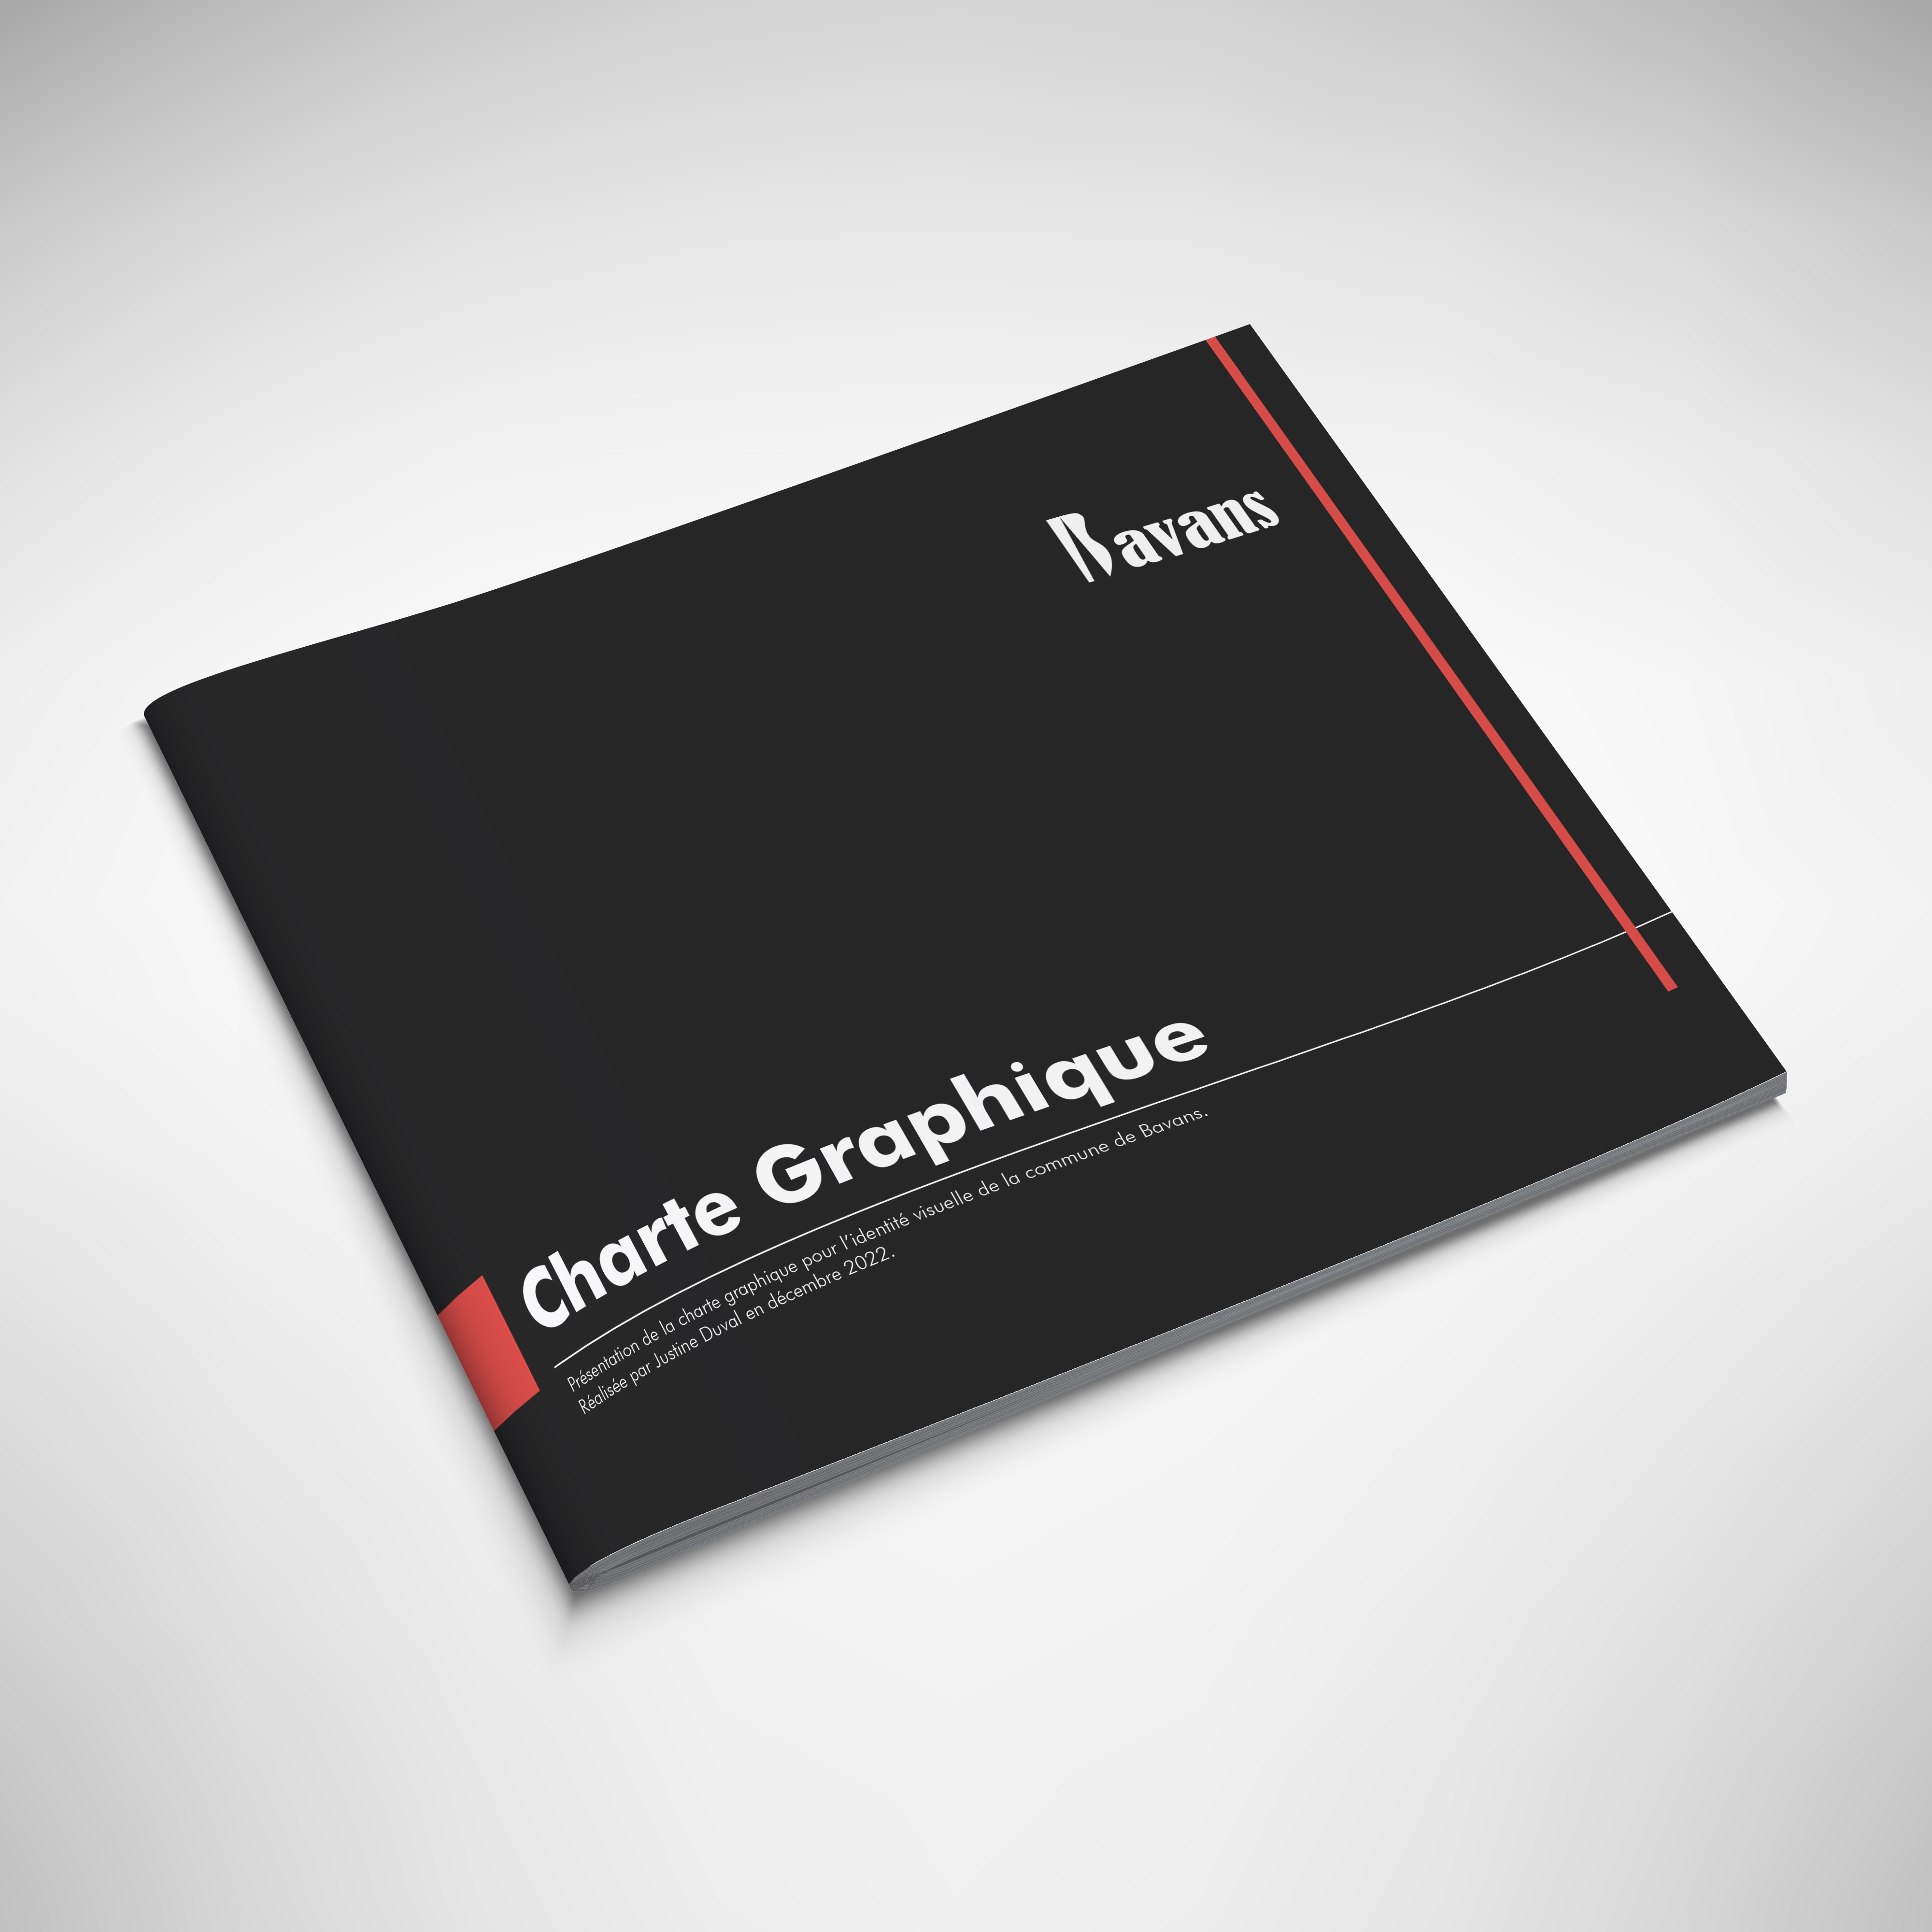 Bavans
Charte Graphique
Présentation de la charte graphique pour l'identité visuelle de la commune de Bavans.
Réalisée par Justine Duval en décembre 2022.